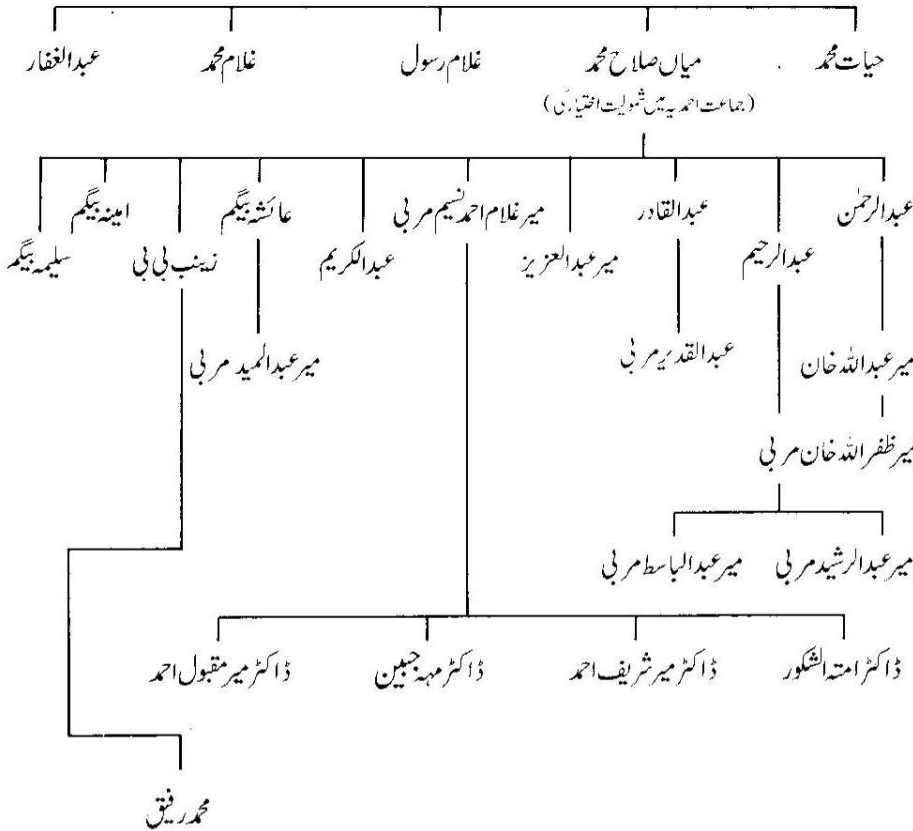 حیات محمد میاں صلاح محمد غلام رسول غلام محمد عبدالغفار
(جماعت احمدیہ میں شمولیت اختیار کی)
عبدالرحمٰن عبدالقادر میر غلام احمد نسیم مربی عائشہ بیگم امینہ بیگم
عبدالرحیم میر عبدالعزیز عبدالکریم زینب بی بی سلیمہ بیگم
میر عبداللہ خان عبدالقدیر مربی میر عبدالمید مربی
میر ظفر اللہ خان مربی
میر عبدالرشید مربی میر عبدالباسط مربی
ڈاکٹر امتہ الشکور ڈاکٹر میر شریف احمد ڈاکٹر مہہ جبین ڈاکٹر میر مقبول احمد
محمد رفیق